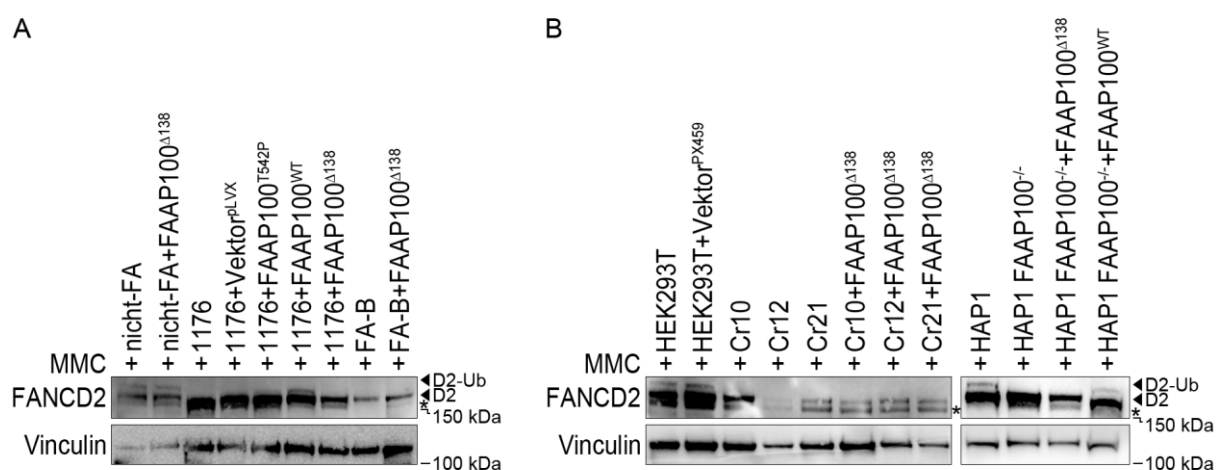 A
nicht-FA
nicht-FA+FAAP100Δ138
1176
1176+VektorpLVX
1176+FAAP100T542P
1176+FAAP100WT
1176+FAAP100Δ138
FA-B
FA-B+FAAP100Δ138
MMC + + + + + + + + +
FANCD2
D2-Ub
D2
*
150 kDa
Vinculin
100 kDa
B
HEK293T
HEK293T+VektorPX459
Cr10
Cr12
Cr21
Cr10+FAAP100Δ138
Cr12+FAAP100Δ138
Cr21+FAAP100Δ138
HAP1
HAP1 FAAP100-/-
HAP1 FAAP100-/-+FAAP100Δ138
HAP1 FAAP100-/-+FAAP100WT
MMC + + + + + + + + + + + +
FANCD2
*
D2-Ub
D2
*
150 kDa
Vinculin
100 kDa